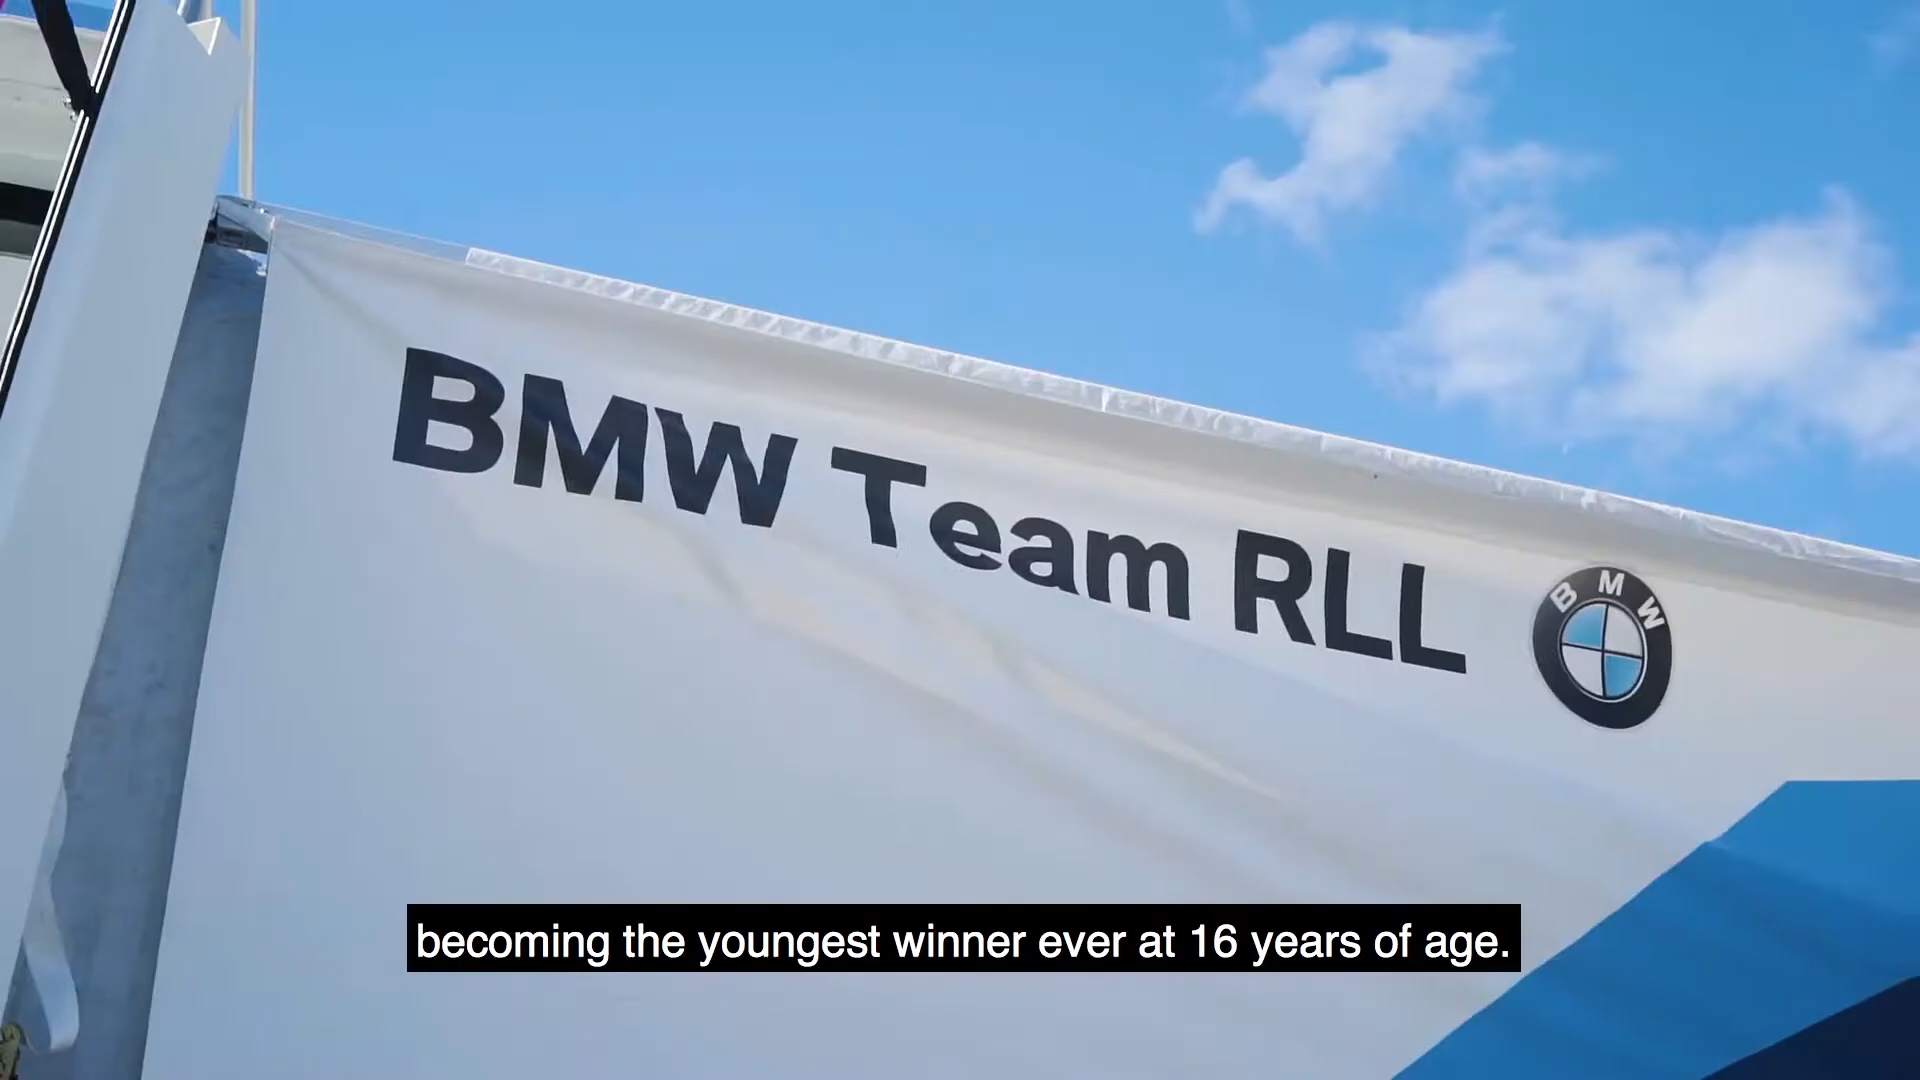 BMW Team RLL
BMW
becoming the youngest winner ever at 16 years of age.